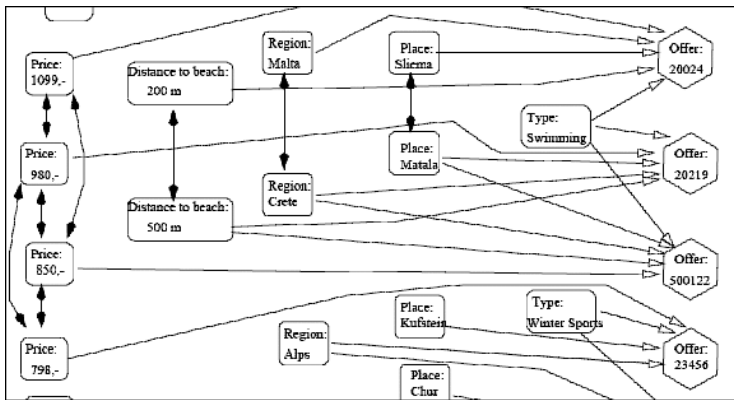 Price:
1099,-
Distance to beach:
200 m
Region:
Malta
Place:
Sliema
Offer:
20024
Type:
Swimming
Price:
980,-
Place:
Matala
Offer:
20219
Region:
Crete
Distance to beach:
500 m
Price:
850,-
Offer:
500122
Price:
798,-
Region:
Alps
Place:
Kufstein
Type:
Winter Sports
Offer:
23456
Place:
Chur